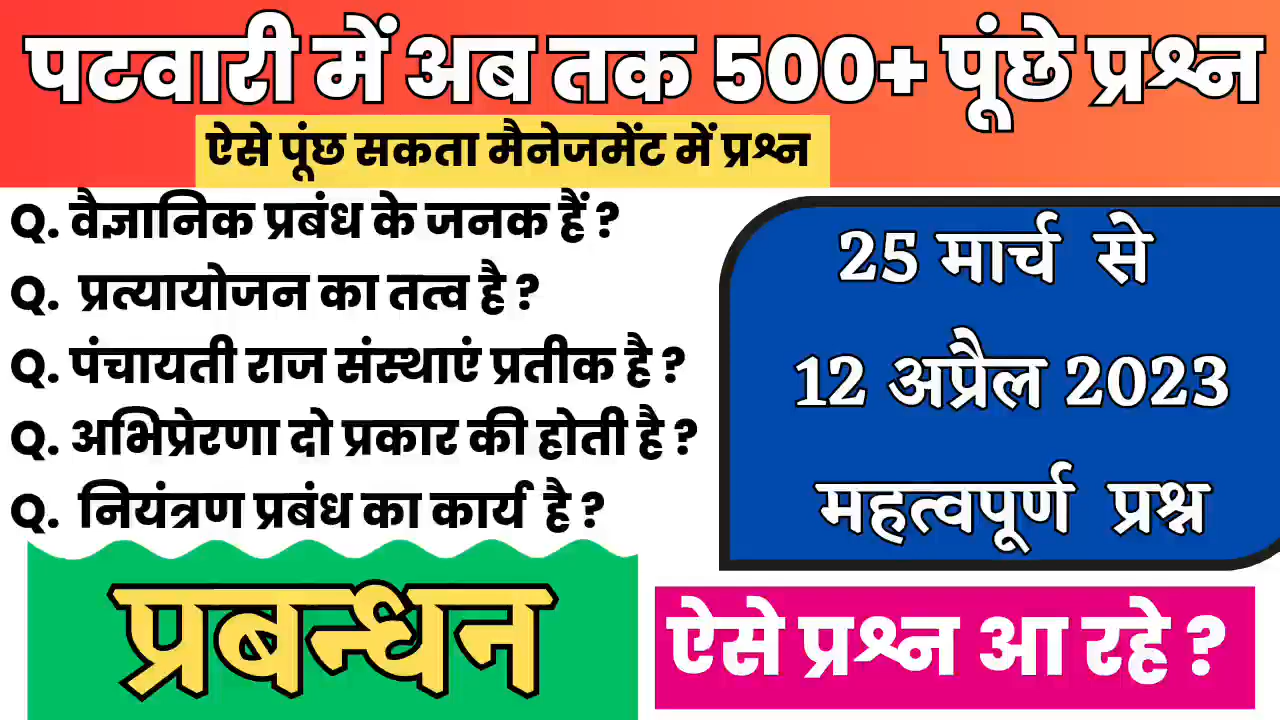 पटवारी में अब तक 500+ पूंछे प्रश्न
ऐसे पूंछ सकता मैनेजमेंट में प्रश्न
Q. वैज्ञानिक प्रबंध के जनक हैं ?
Q. प्रत्यायोजन का तत्व है ?
Q. पंचायती राज संस्थाएं प्रतीक है ?
Q. अभिप्रेरणा दो प्रकार की होती है ?
Q. नियंत्रण प्रबंध का कार्य है ?
25 मार्च से
12 अप्रैल 2023
महत्वपूर्ण प्रश्न
प्रबन्धन
ऐसे प्रश्न आ रहे ?